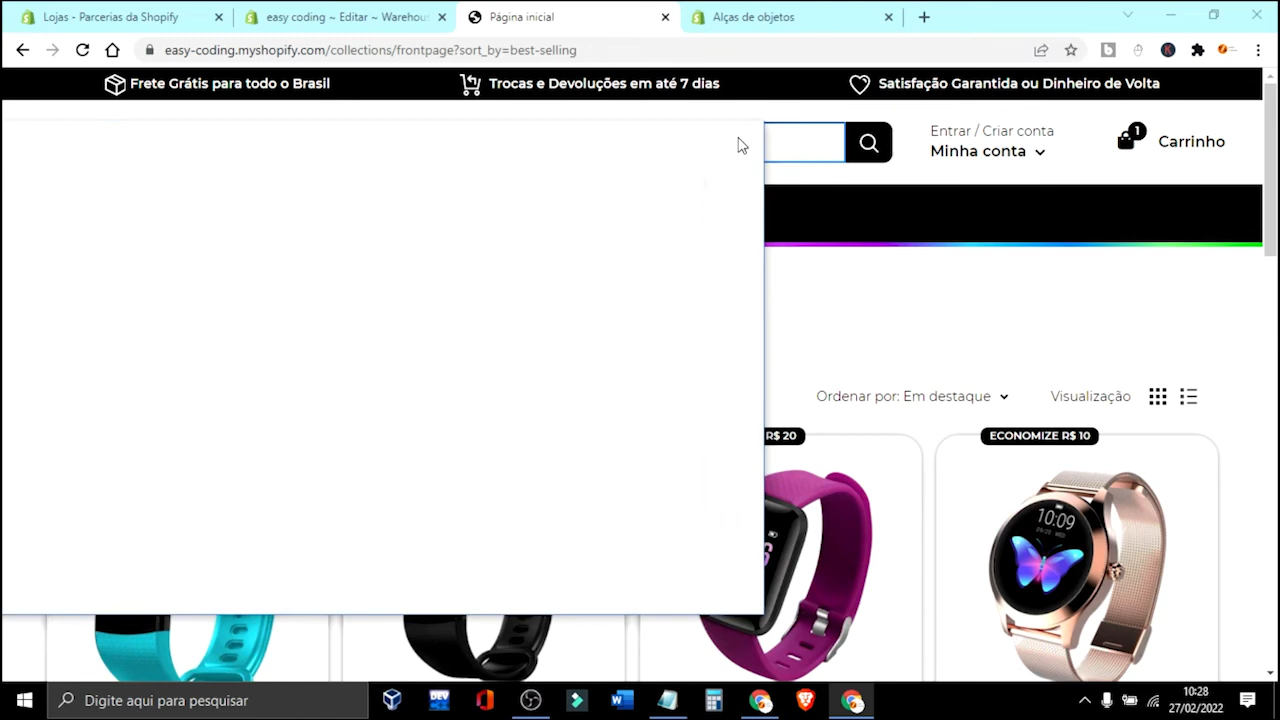 Lojas - Parcerias da Shopify
easy coding ~ Editar ~ Warehous
Página inicial
Alças de objetos
easy-coding.myshopify.com/collections/frontpage?sort_by=best-selling
Frete Grátis para todo o Brasil
Trocas e Devoluções em até 7 dias
Satisfação Garantida ou Dinheiro de Volta
Entrar / Criar conta
Minha conta
1
Carrinho
Ordenar por: Em destaque
Visualização
R$ 20
ECONOMIZE R$ 10
10:09
Digite aqui para pesquisar
DEV
10:28
27/02/2022